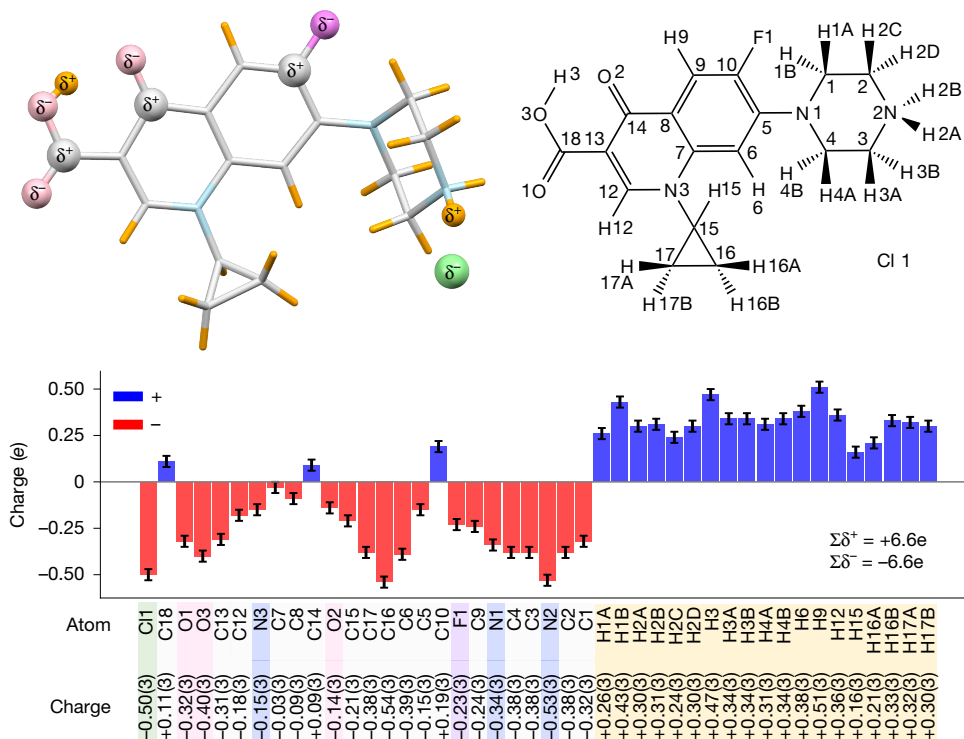 δ−
δ−
δ+
δ+
δ−
δ+
δ+
δ−
δ+
δ−
δ+
δ−
F1
H1A
H2C
H9
H
1B
H2D
H3
O
2
9
10
1
2
H2B
O
3
14
8
5
N
1
N
2
H2A
18
13
7
6
4
3
H
4B
H
3B
O
1
12
N
3
H15
H
6
H4A
H3A
H12
15
17
16
H
17A
H16A
H17B
H16B
Cl 1
Charge (e)
0.50
0.25
0
−0.25
−0.50
+
−
Σδ+ = +6.6e
Σδ− = −6.6e
Atom
Cl1 C18 O1 O3 C13 C12 N3 C7 C8 C14 O2 C15 C17 C16 C6 C5 C10 F1 C9 N1 C4 C3 N2 C2 C1 H1A H1B H2A H2B H2C H2D H3 H3A H3B H4A H4B H6 H9 H12 H15 H16A H16B H17A H17B
Charge
−0.50(3) +0.11(3) −0.32(3) −0.40(3) −0.31(3) −0.18(3) −0.15(3) −0.03(3) −0.09(3) +0.09(3) −0.14(3) −0.21(3) −0.38(3) −0.54(3) −0.39(3) −0.15(3) +0.19(3) −0.23(3) −0.24(3) −0.34(3) −0.38(3) −0.38(3) −0.53(3) −0.38(3) −0.32(3) +0.26(3) +0.43(3) +0.30(3) +0.31(3) +0.24(3) +0.30(3) +0.47(3) +0.34(3) +0.34(3) +0.31(3) +0.34(3) +0.38(3) +0.51(3) +0.36(3) +0.16(3) +0.21(3) +0.33(3) +0.32(3) +0.30(3)